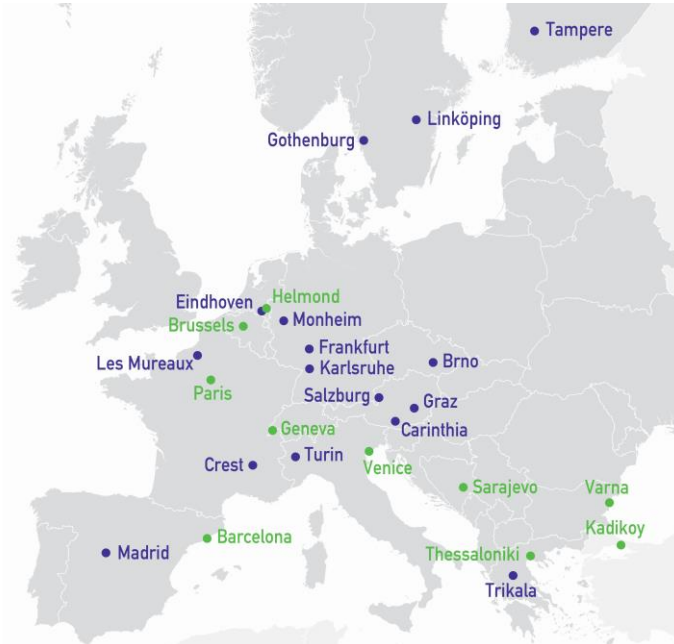 Tampere
Linköping
Gothenburg
Helmond
Eindhoven
Monheim
Brussels
Frankfurt
Les Mureaux
Brno
Karlsruhe
Paris
Salzburg
Graz
Carinthia
Geneva
Turin
Crest
Venice
Sarajevo
Varna
Kadikoy
Barcelona
Madrid
Thessaloniki
Trikala